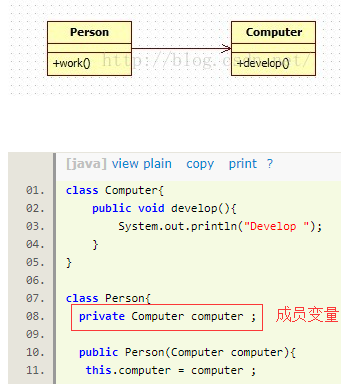 Person
Computer
+work()
+develop()
http://blog.csdn.net/
[java] view plain copy print ?
01. class Computer{
02. public void develop(){
03. System.out.println("Develop ");
04. }
05. }
06.
07. class Person{
08. private Computer computer ; 成员变量
09.
10. public Person(Computer computer){
11. this.computer = computer ;